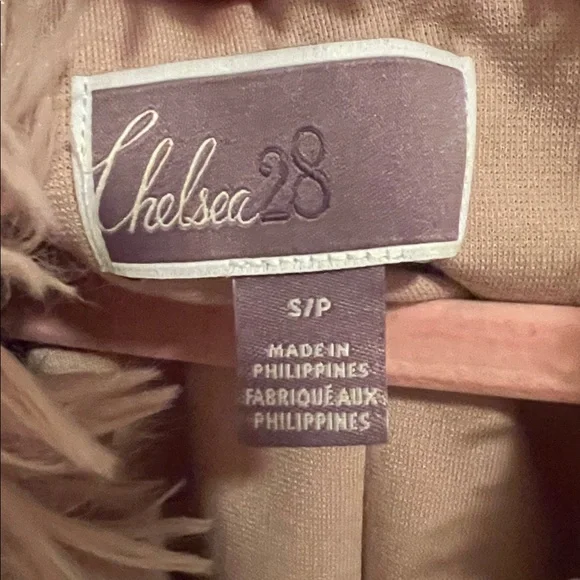 Chelsea28
S/P
MADE IN
PHILIPPINES
FABRIQUÉ AUX
PHILIPPINES